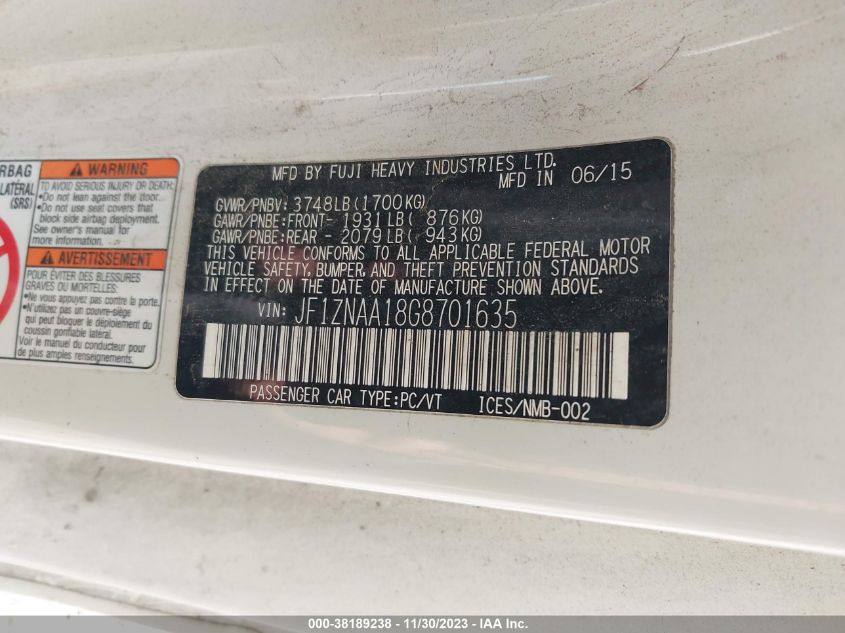 RBAG
LATÉRAL
(SRS)
WARNING
TO AVOID SERIOUS INJURY OR DEATH:
•Do not lean against the door.
•Do not use seat covers that
block side airbag deployment.
See owner's manual for
more information.
AVERTISSEMENT
POUR ÉVITER DES BLESSURES
GRAVES OU MORTELLES:
•Ne vous appuyez pas contre la porte.
•N'utilisez pas un couvre-siège
qui bloquer le déploiement du
coussin gonflable latéral.
Voir le manuel du conducteur pour
de plus amples renseignements.
MFD BY FUJI HEAVY INDUSTRIES LTD.
MFD IN 06/15
GVWR/PNBV: 3748LB(1700KG)
GAWR/PNBE:FRONT- 1931LB( 876KG)
GAWR/PNBE:REAR - 2079LB( 943KG)
THIS VEHICLE CONFORMS TO ALL APPLICABLE FEDERAL MOTOR
VEHICLE SAFETY, BUMPER, AND THEFT PREVENTION STANDARDS
IN EFFECT ON THE DATE OF MANUFACTURE SHOWN ABOVE.
VIN: JF1ZNAA18G8701635
PASSENGER CAR TYPE:PC/VT ICES/NMB-002
000-38189238 - 11/30/2023 - IAA Inc.